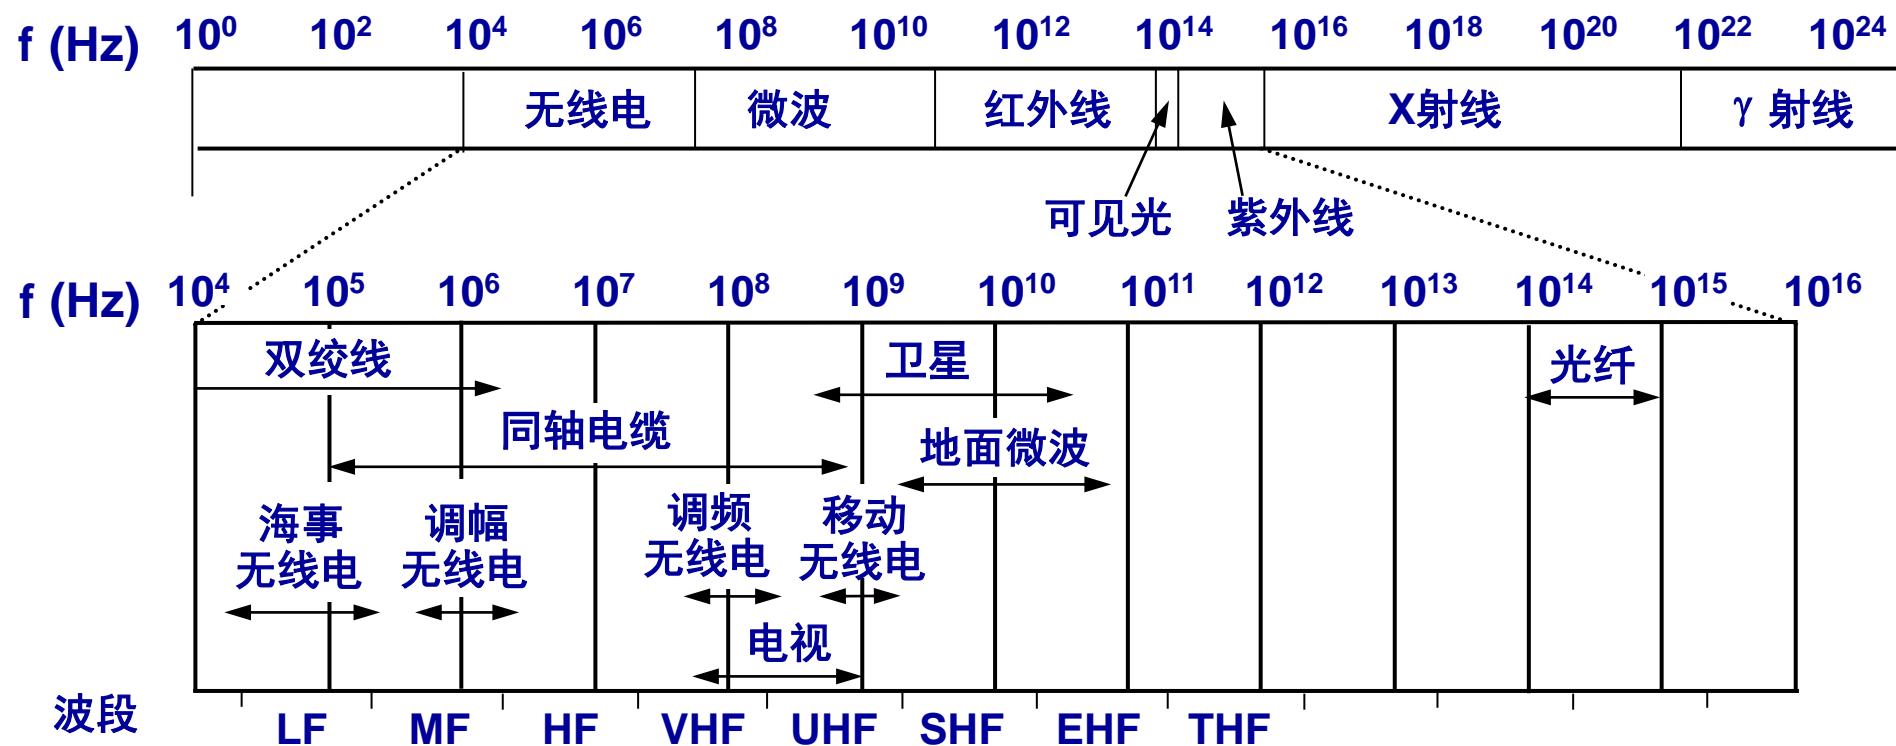 f (Hz) 10⁰ 10² 10⁴ 10⁶ 10⁸ 10¹⁰ 10¹² 10¹⁴ 10¹⁶ 10¹⁸ 10²⁰ 10²² 10²⁴
无线电 微波 红外线 X射线 γ 射线
可见光 紫外线
f (Hz) 10⁴ 10⁵ 10⁶ 10⁷ 10⁸ 10⁹ 10¹⁰ 10¹¹ 10¹² 10¹³ 10¹⁴ 10¹⁵ 10¹⁶
双绞线 卫星 光纤
同轴电缆 地面微波
海事 调幅 调频 移动
无线电 无线电 无线电 无线电
电视
波段 LF MF HF VHF UHF SHF EHF THF